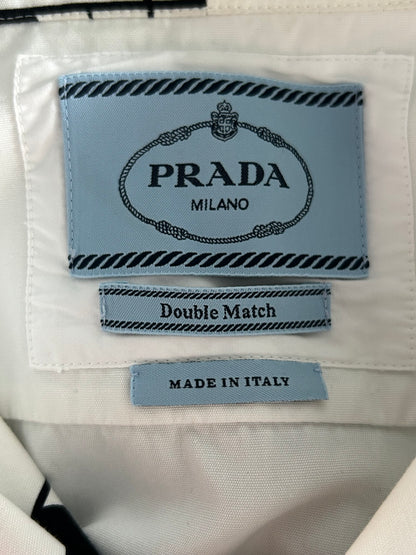 PRADA
MILANO
Double Match
MADE IN ITALY